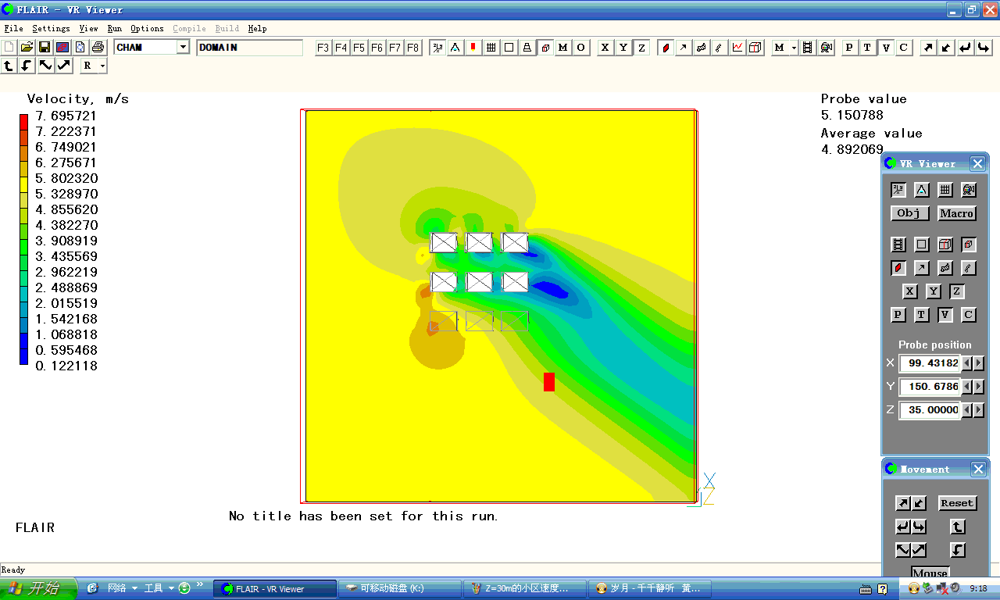 FLAIR - VR Viewer
File Settings View Run Options Compile Build Help
CHAM DOMAIN F3 F4 F5 F6 F7 F8 M O X Y Z M P T V C
R
Velocity, m/s
7.695721
7.222371
6.749021
6.275671
5.802320
5.328970
4.855620
4.382270
3.908919
3.435569
2.962219
2.488869
2.015519
1.542168
1.068818
0.595468
0.122118
Probe value
5.150788
Average value
4.892069
VR Viewer
Obj Macro
X Y Z
P T V C
Probe position
X 99.43182
Y 150.6786
Z 35.00000
X
Z
Movement
Reset
Mouse
No title has been set for this run.
FLAIR
Ready
开始 网络 工具 » FLAIR - VR Viewer 可移动磁盘 (K:) Z=30m的小区速度... 岁月 - 千千静听 黄... 9:18